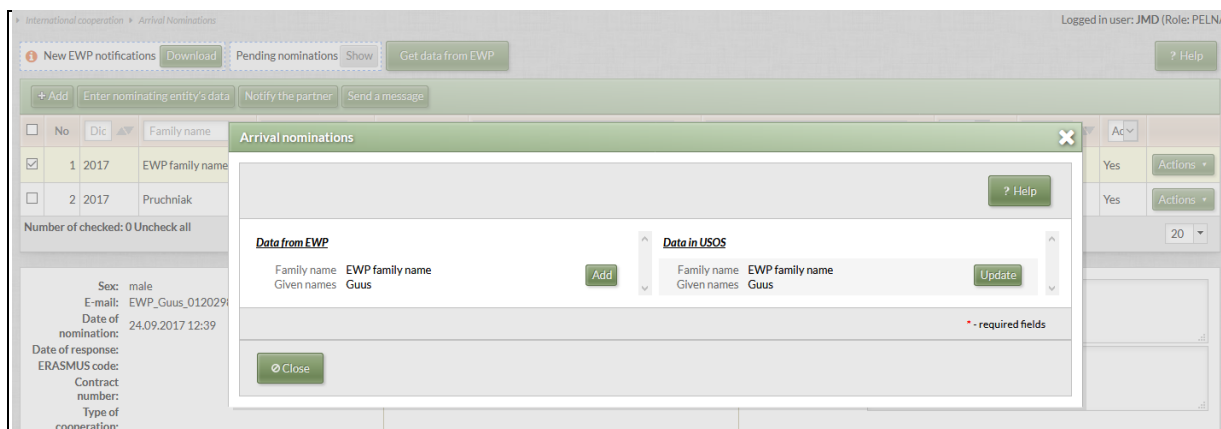 International cooperation ▸ Arrival Nominations
Logged in user: JMD (Role: PELNA
New EWP notifications Download Pending nominations Show Get data from EWP ? Help
+ Add Enter nominating entity's data Notify the partner Send a message
No Dic Family name Ac
1 2017 EWP family name Yes Actions
2 2017 Pruchniak Yes Actions
Number of checked: 0 Uncheck all 20
Arrival nominations
? Help
Data from EWP Data in USOS
Family name EWP family name Add Family name EWP family name Update
Given names Guus Given names Guus
* - required fields
Close
Sex: male
E-mail: EWP_Guus_0120298
Date of
nomination: 24.09.2017 12:39
Date of response:
ERASMUS code:
Contract
number:
Type of
cooperation: